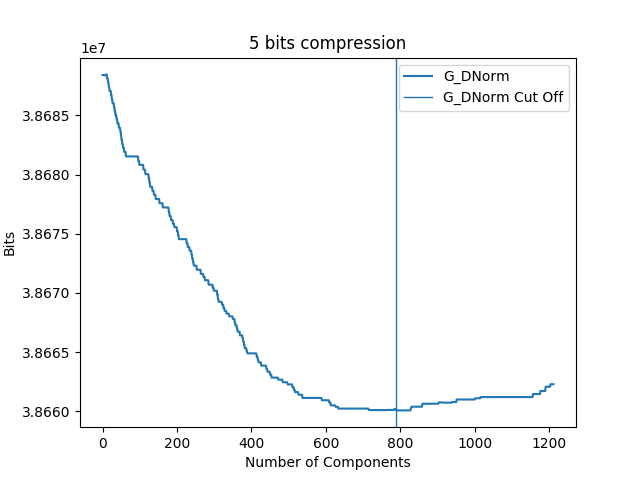 5 bits compression
1e7
G_DNorm
G_DNorm Cut Off
3.8685
3.8680
3.8675
3.8670
3.8665
3.8660
Bits
0 200 400 600 800 1000 1200
Number of Components